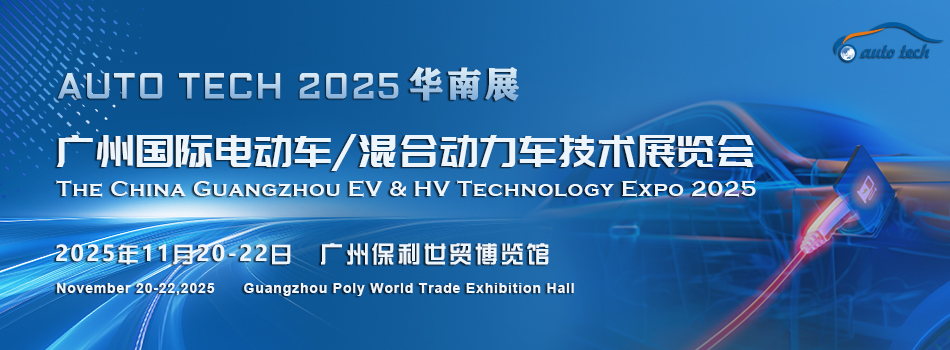 auto tech
AUTO TECH 2025 华南展
广州国际电动车/混合动力车技术展览会
THE CHINA GUANGZHOU EV & HV TECHNOLOGY EXPO 2025
2025年11月20-22日 广州保利世贸博览馆
November 20-22,2025 Guangzhou Poly World Trade Exhibition Hall